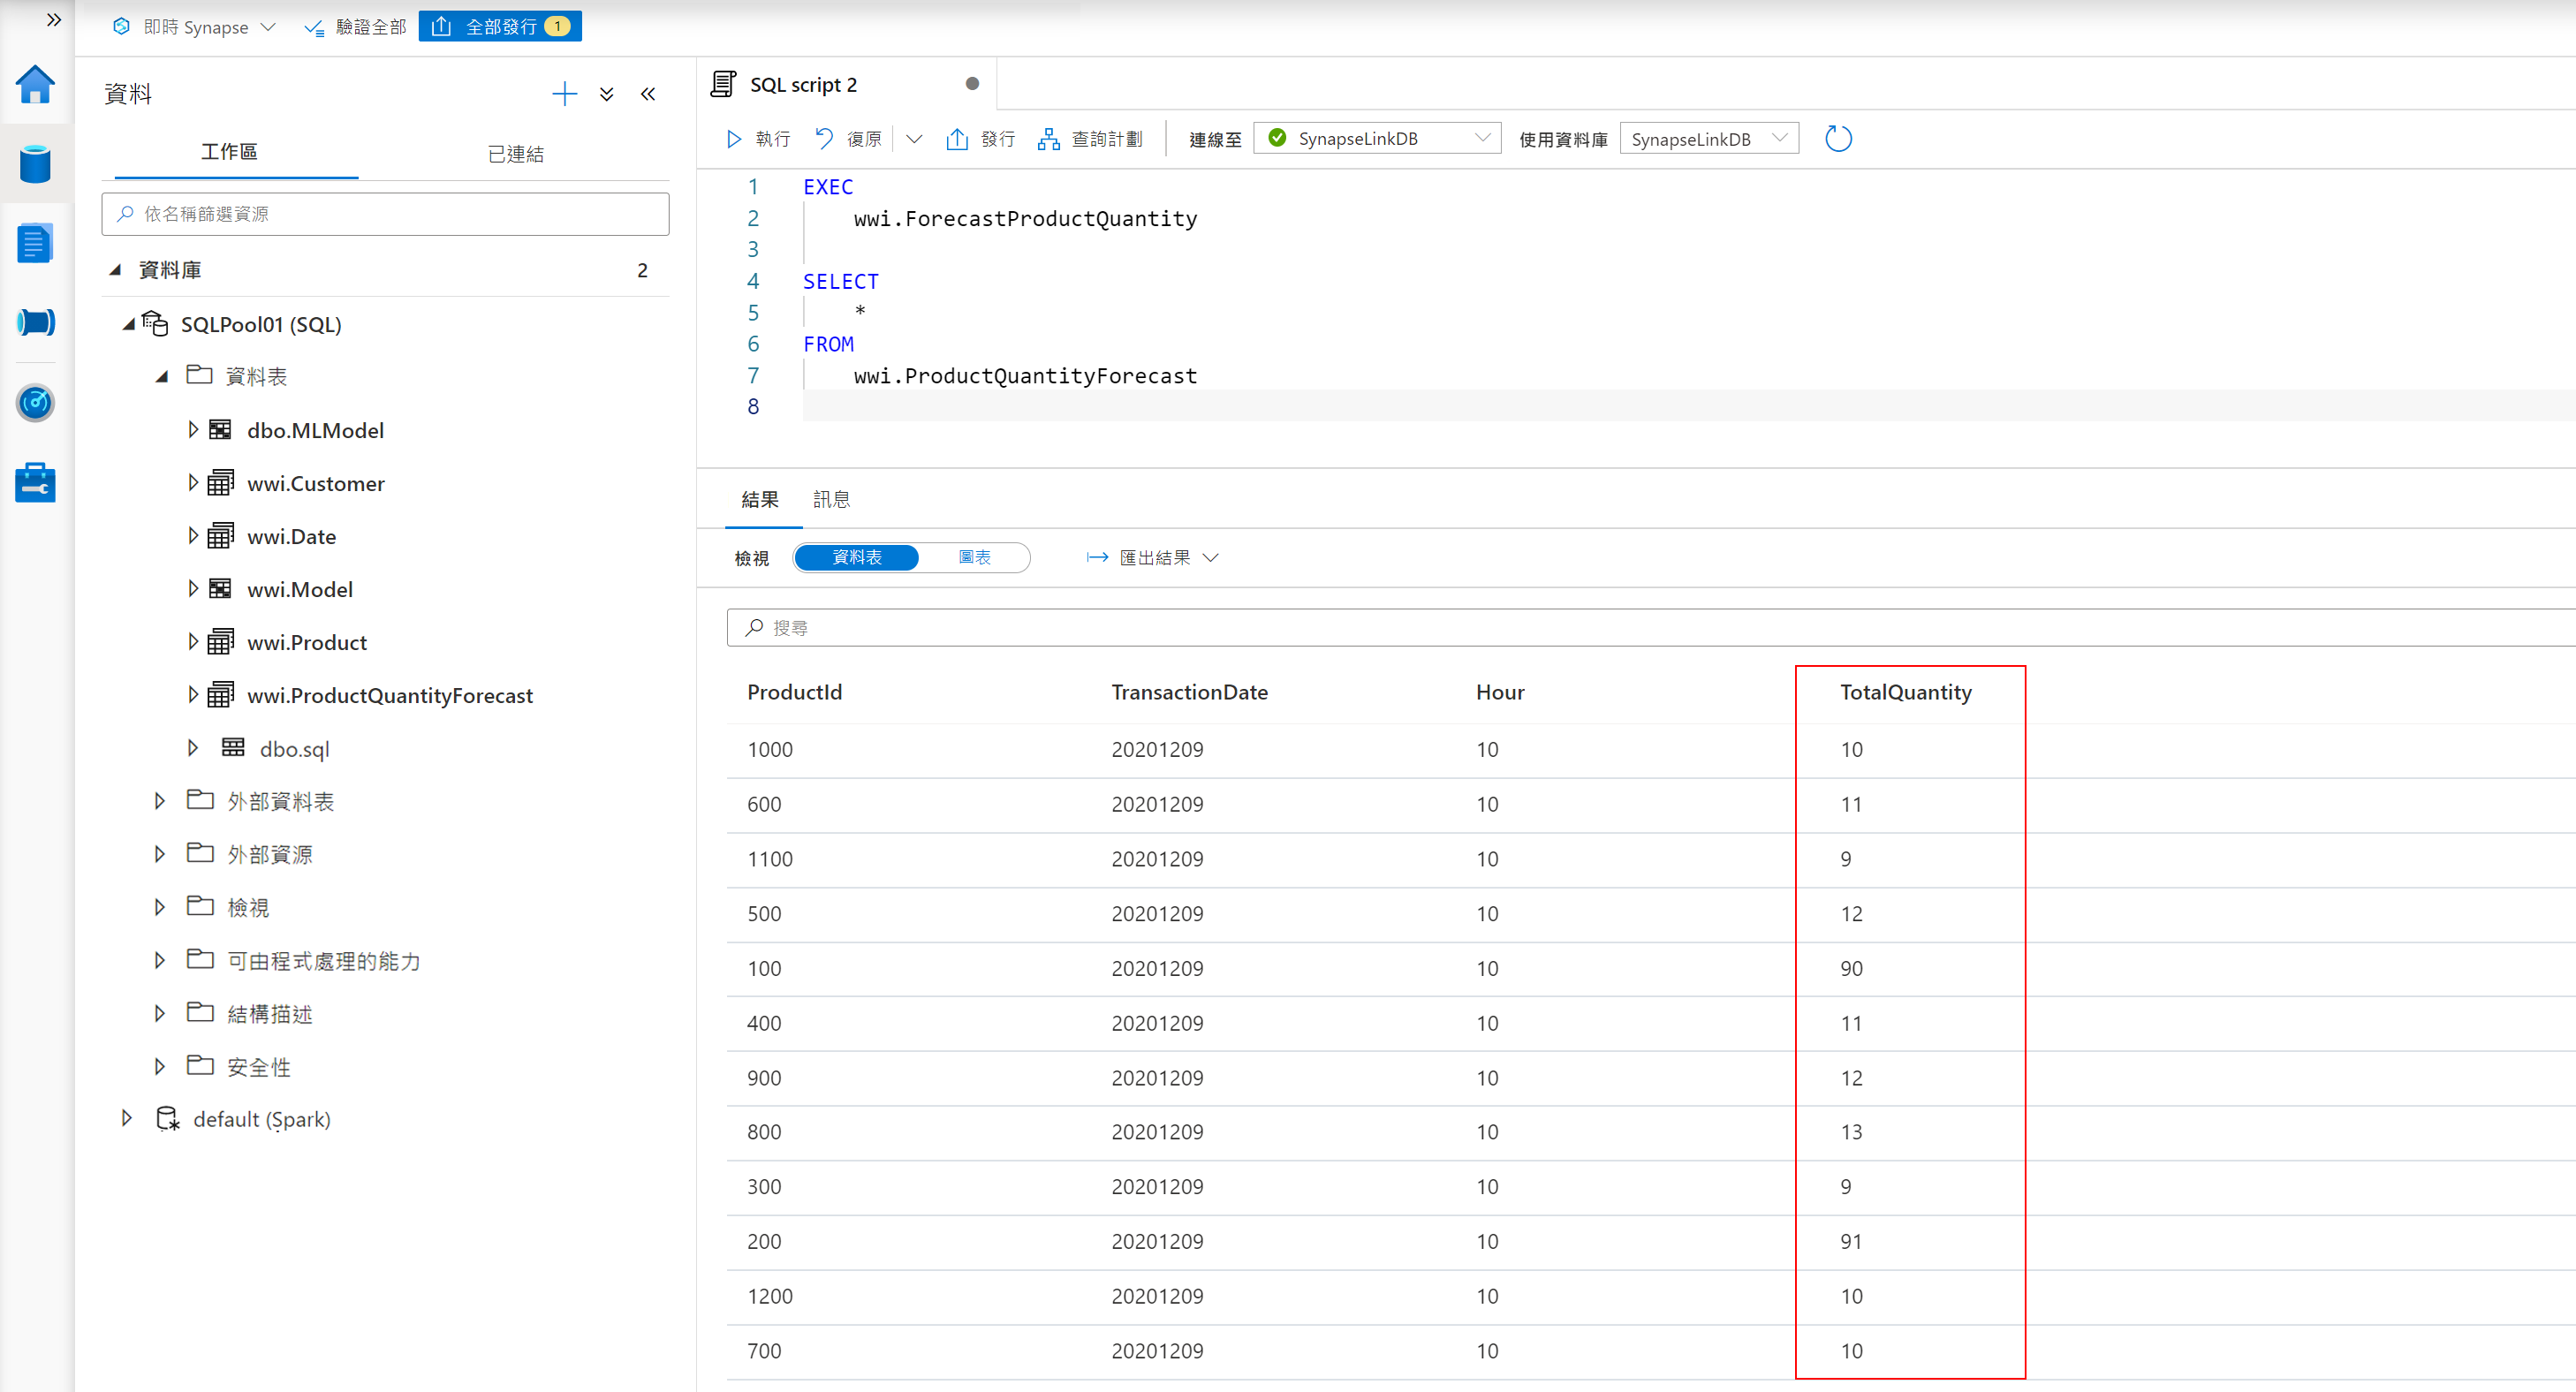 即時 Synapse
驗證全部
全部發行 1
資料
工作區
已連結
依名稱篩選資源
資料庫 2
SQLPool01 (SQL)
資料表
dbo.MLModel
wwi.Customer
wwi.Date
wwi.Model
wwi.Product
wwi.ProductQuantityForecast
dbo.sql
外部資料表
外部資源
檢視
可由程式處理的能力
結構描述
安全性
default (Spark)
SQL script 2
執行 復原 發行 查詢計劃 連線至 SynapseLinkDB 使用資料庫 SynapseLinkDB
1 EXEC
2 wwi.ForecastProductQuantity
3
4 SELECT
5 *
6 FROM
7 wwi.ProductQuantityForecast
8
結果 訊息
檢視 資料表 圖表 匯出結果
搜尋
ProductId TransactionDate Hour TotalQuantity
1000 20201209 10 10
600 20201209 10 11
1100 20201209 10 9
500 20201209 10 12
100 20201209 10 90
400 20201209 10 11
900 20201209 10 12
800 20201209 10 13
300 20201209 10 9
200 20201209 10 91
1200 20201209 10 10
700 20201209 10 10